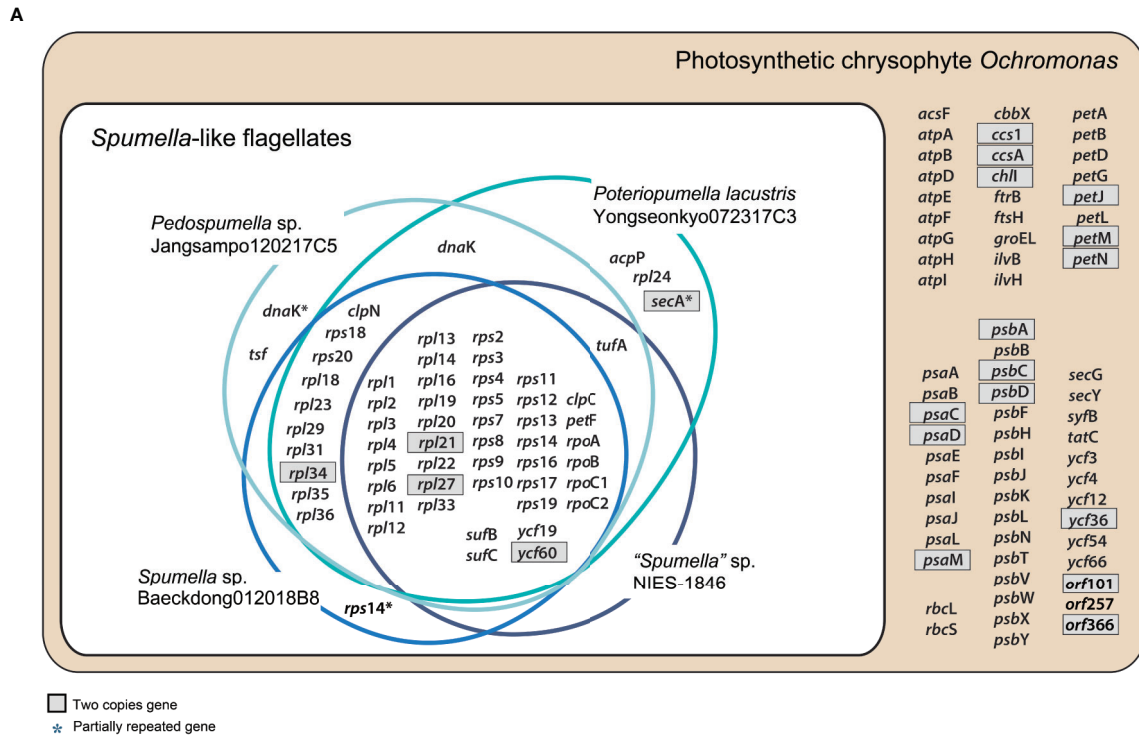 A
Photosynthetic chrysophyte Ochromonas
Spumella-like flagellates
Pedospumella sp.
Jangsampo120217C5
Poteriopumella lacustris
Yongseonkyo072317C3
Spumella sp.
Baeckdong012018B8
“Spumella” sp.
NIES-1846
dnaK
acpP
rpl24
secA*
dnaK*
tsf
tufA
rps14*
clpN
rps18
rps20
rpl18
rpl23
rpl29
rpl31
rpl34
rpl35
rpl36
rpl1
rpl2
rpl3
rpl4
rpl5
rpl6
rpl11
rpl12
rpl13
rpl14
rpl16
rpl19
rpl20
rpl21
rpl22
rpl27
rpl33
rps2
rps3
rps4
rps5
rps7
rps8
rps9
rps10
rps11
rps12
rps13
rps14
rps16
rps17
rps19
clpC
petF
rpoA
rpoB
rpoC1
rpoC2
sufB
sufC
ycf19
ycf60
acsF
atpA
atpB
atpD
atpE
atpF
atpG
atpH
atpI
cbbX
ccs1
ccsA
chlI
ftrB
ftsH
groEL
ilvB
ilvH
petA
petB
petD
petG
petJ
petL
petM
petN
psaA
psaB
psaC
psaD
psaE
psaF
psaI
psaJ
psaL
psaM
rbcL
rbcS
psbA
psbB
psbC
psbD
psbF
psbH
psbI
psbJ
psbK
psbL
psbN
psbT
psbV
psbW
psbX
psbY
secG
secY
syfB
tatC
ycf3
ycf4
ycf12
ycf36
ycf54
ycf66
orf101
orf257
orf366
Two copies gene
* Partially repeated gene